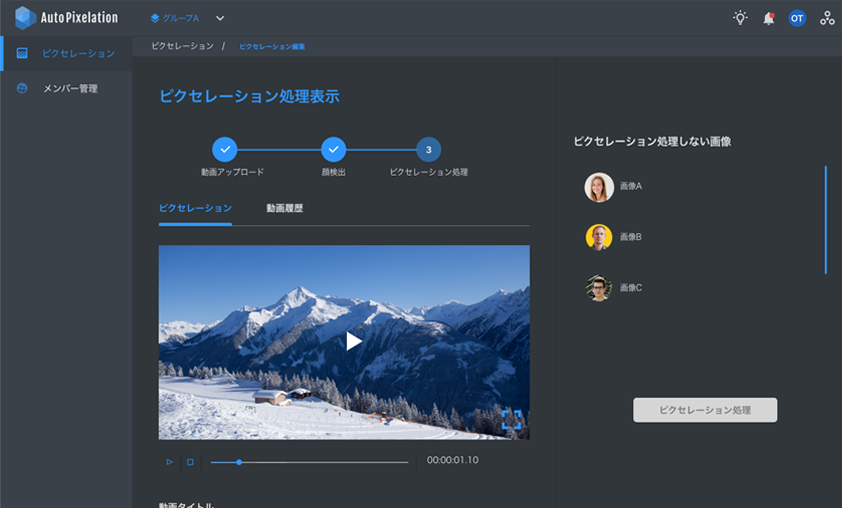 AutoPixelation
グループA
OT
ピクセレーション / ピクセレーション編集
ピクセレーション
メンバー管理
ピクセレーション処理表示
3
動画アップロード
顔検出
ピクセレーション処理
ピクセレーション
動画履歴
00:00:01.10
動画タイトル
ピクセレーション処理しない画像
画像A
画像B
画像C
ピクセレーション処理